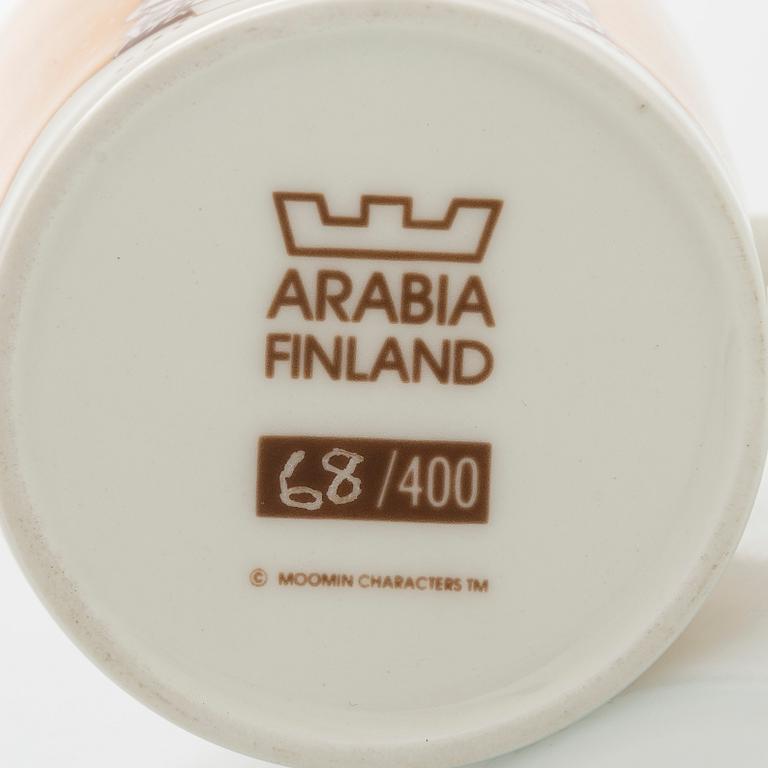 ARABIA
FINLAND
68/400
© MOOMIN CHARACTERS TM